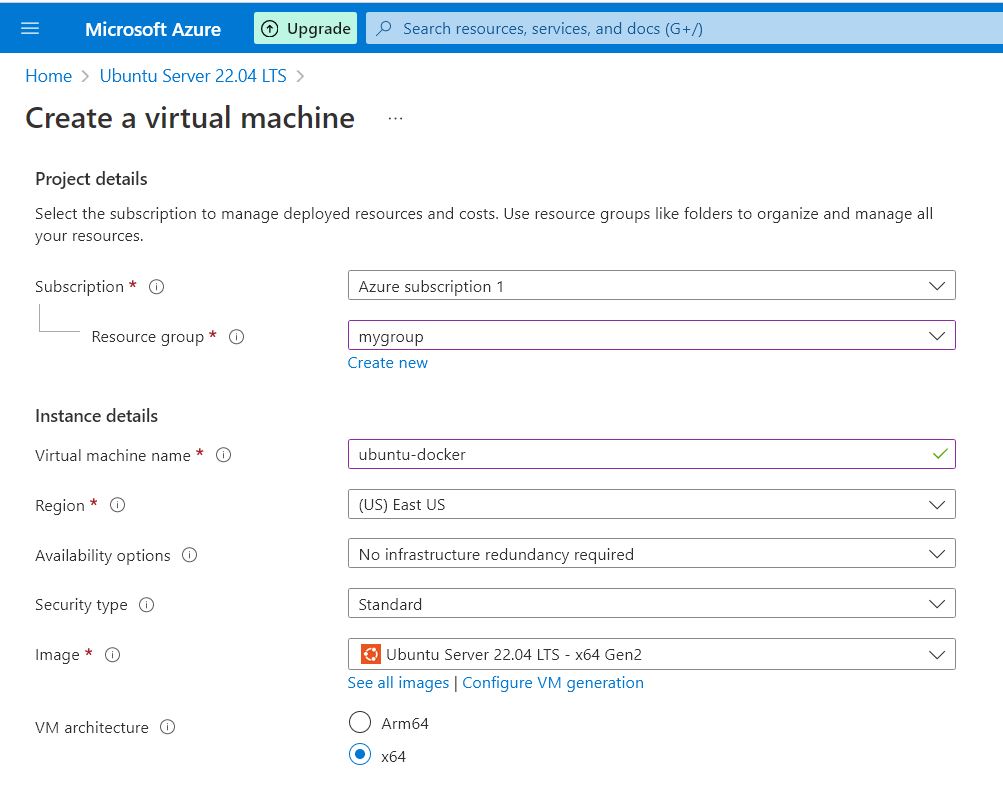 Microsoft Azure Upgrade Search resources, services, and docs (G+/)
Home > Ubuntu Server 22.04 LTS >
Create a virtual machine ...
Project details
Select the subscription to manage deployed resources and costs. Use resource groups like folders to organize and manage all
your resources.
Subscription * Azure subscription 1
Resource group * mygroup
Create new
Instance details
Virtual machine name * ubuntu-docker
Region * (US) East US
Availability options No infrastructure redundancy required
Security type Standard
Image * Ubuntu Server 22.04 LTS - x64 Gen2
See all images | Configure VM generation
VM architecture Arm64
x64